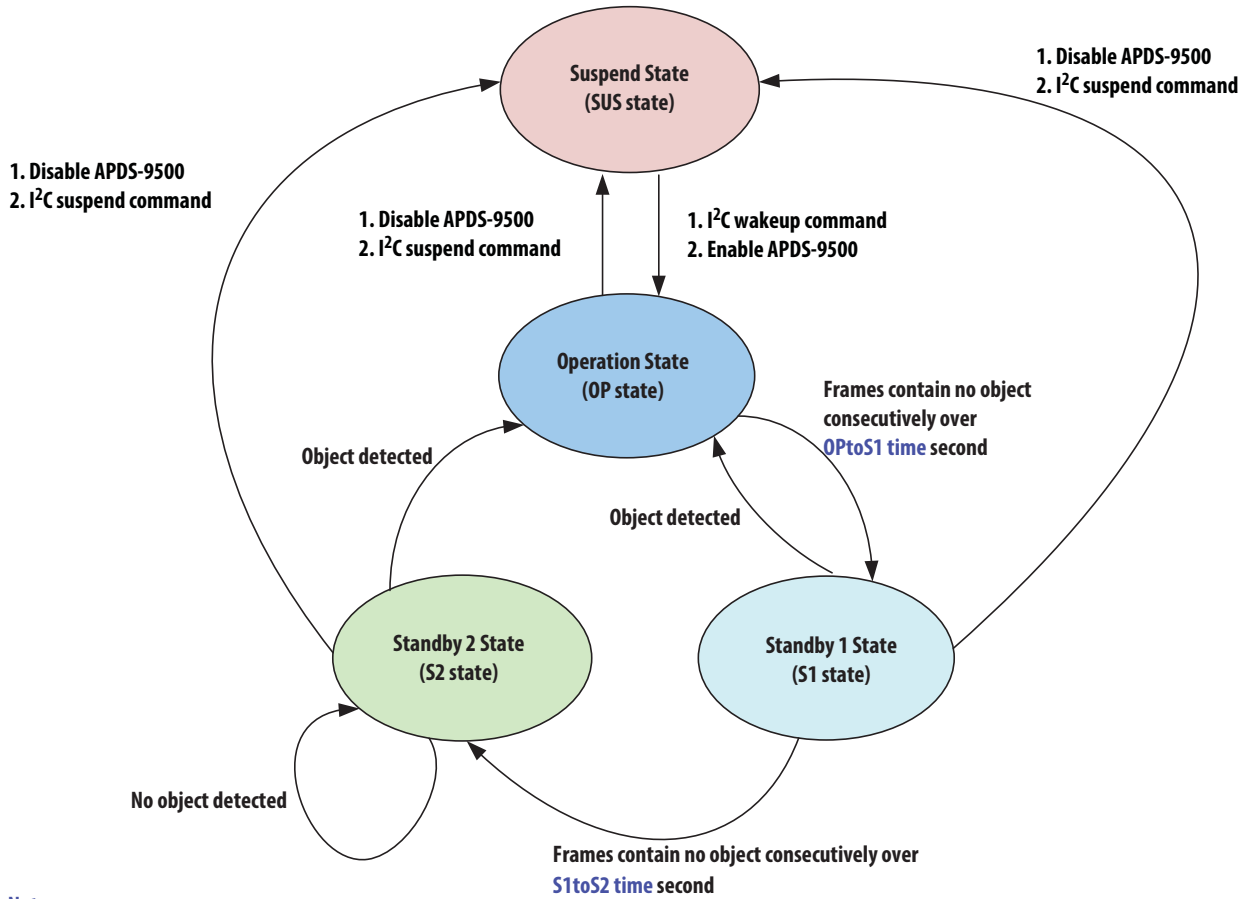 Suspend State
(SUS state)
1. Disable APDS-9500
2. I²C suspend command
1. Disable APDS-9500
2. I²C suspend command
1. Disable APDS-9500
2. I²C suspend command
1. I²C wakeup command
2. Enable APDS-9500
Operation State
(OP state)
Frames contain no object
consecutively over
OPtoS1 time second
Object detected
Object detected
Standby 2 State
(S2 state)
Standby 1 State
(S1 state)
No object detected
Frames contain no object consecutively over
S1toS2 time second